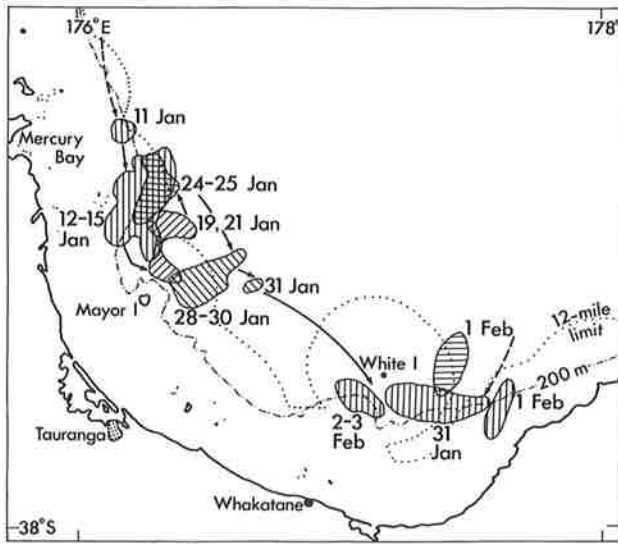 176°E
178°
11 Jan
Mercury
Bay
24-25 Jan
12-15
Jan
19, 21 Jan
31 Jan
Mayor I
28-30 Jan
12-mile
limit
1 Feb
White I
200 m
1 Feb
2-3
Feb
31
Jan
Tauranga
Whakatane
38°S